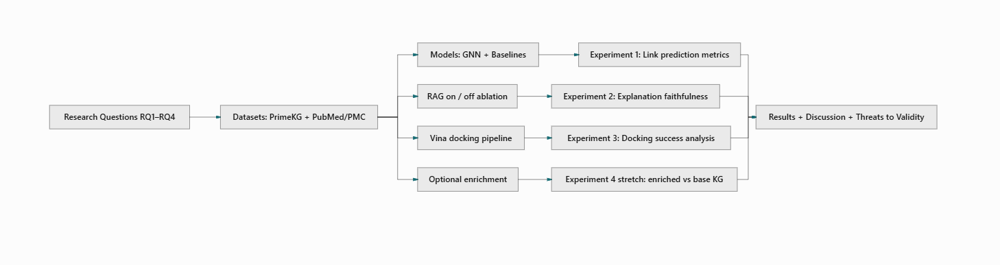 Research Questions RQ1–RQ4
Datasets: PrimeKG + PubMed/PMC
Models: GNN + Baselines
Experiment 1: Link prediction metrics
RAG on / off ablation
Experiment 2: Explanation faithfulness
Vina docking pipeline
Experiment 3: Docking success analysis
Optional enrichment
Experiment 4 stretch: enriched vs base KG
Results + Discussion + Threats to Validity